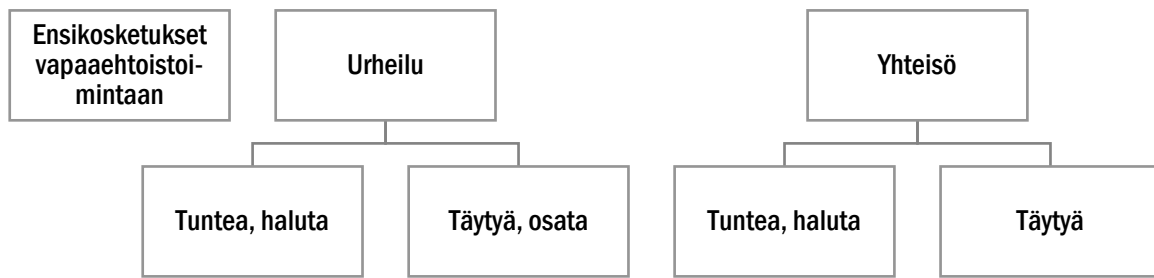 Ensikosketukset
vapaaehtoistoi-
mintaan
Urheilu
Yhteisö
Tuntea, haluta
Täytyä, osata
Tuntea, haluta
Täytyä